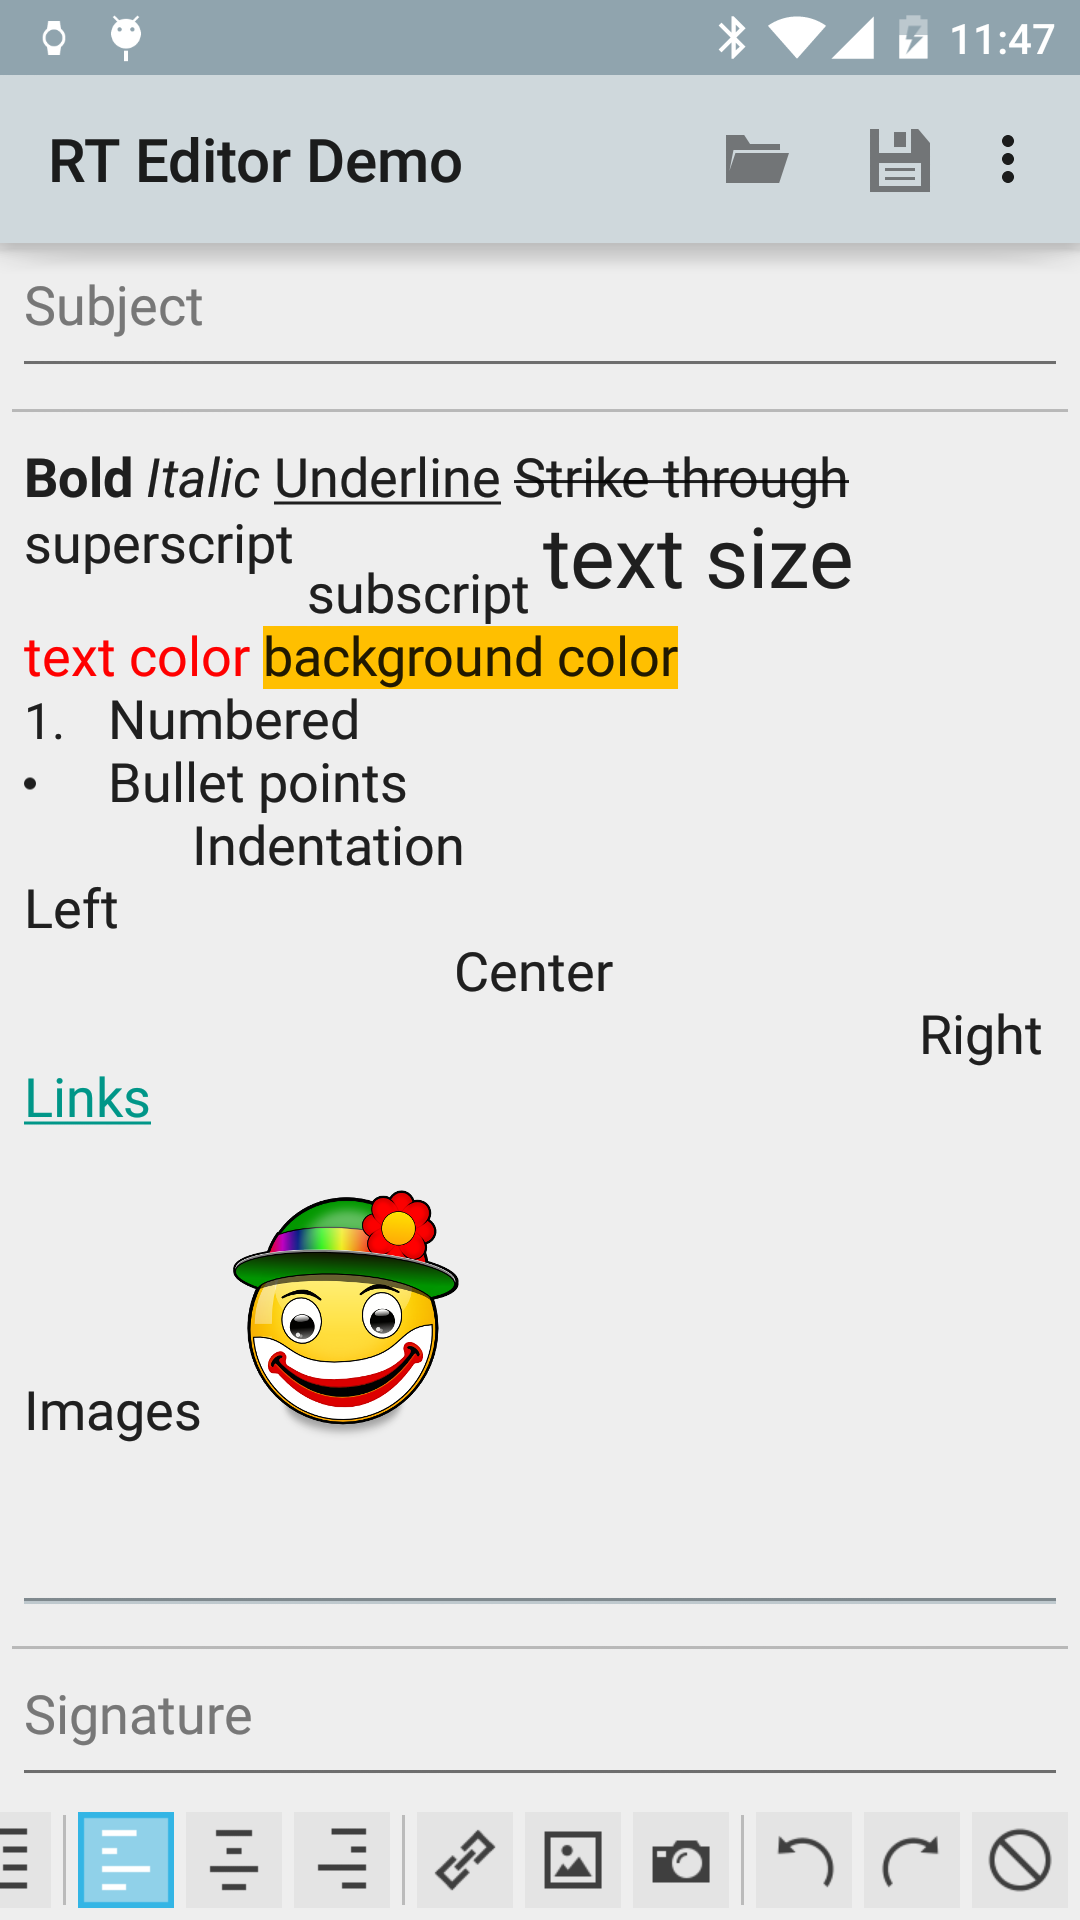 11:47
RT Editor Demo
Subject
Bold Italic Underline Strike through
superscript subscript text size
text color background color
1. Numbered
• Bullet points
Indentation
Left
Center
Right
Links
Images
Signature